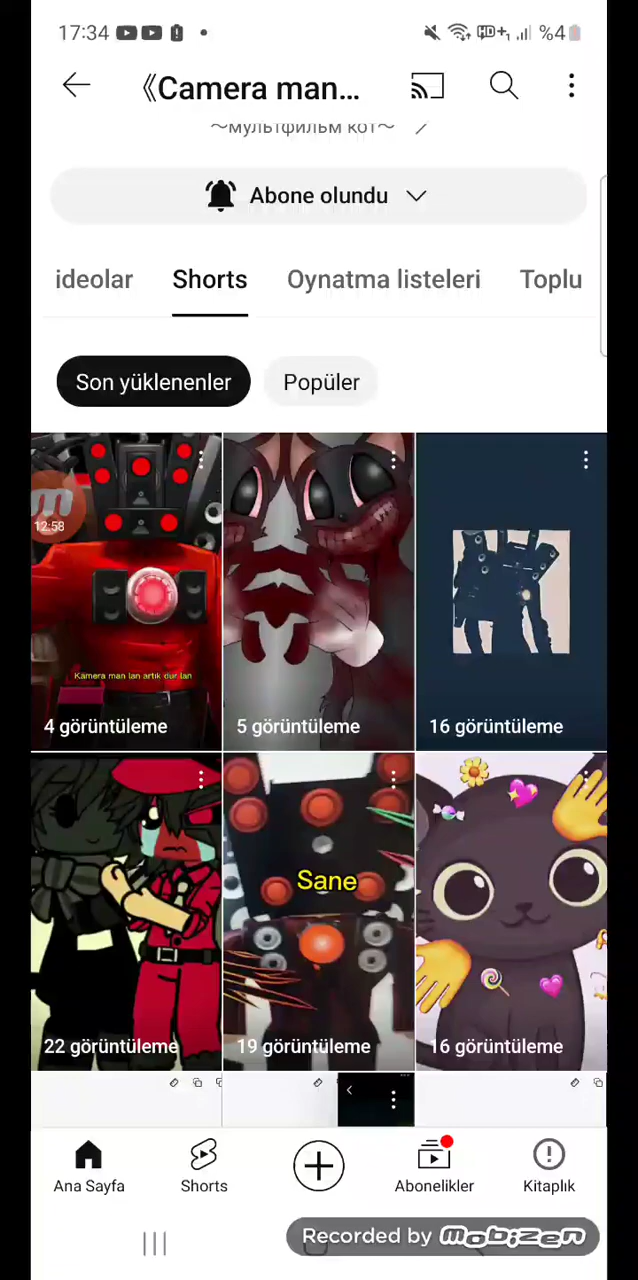 17:34
%4
《Camera man...
～мультфильм кот～
Abone olundu
ideolar Shorts Oynatma listeleri Toplu
Son yüklenenler Popüler
12:58
Kamera man lan artık dur lan
4 görüntüleme 5 görüntüleme 16 görüntüleme
Sane
22 görüntüleme 19 görüntüleme 16 görüntüleme
Ana Sayfa Shorts Abonelikler Kitaplık
Recorded by mobizen